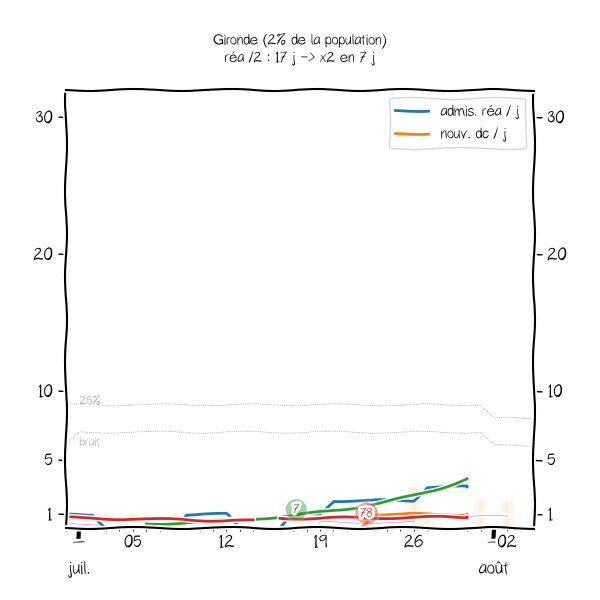 Gironde (2% de la population)
réa /2 : 17 j -> x2 en 7 j
admis. réa / j
nouv. dc / j
30 30
20 20
10 10
25%
bruit
5 5
7
78
1 1
05 12 19 26 02
juil. août